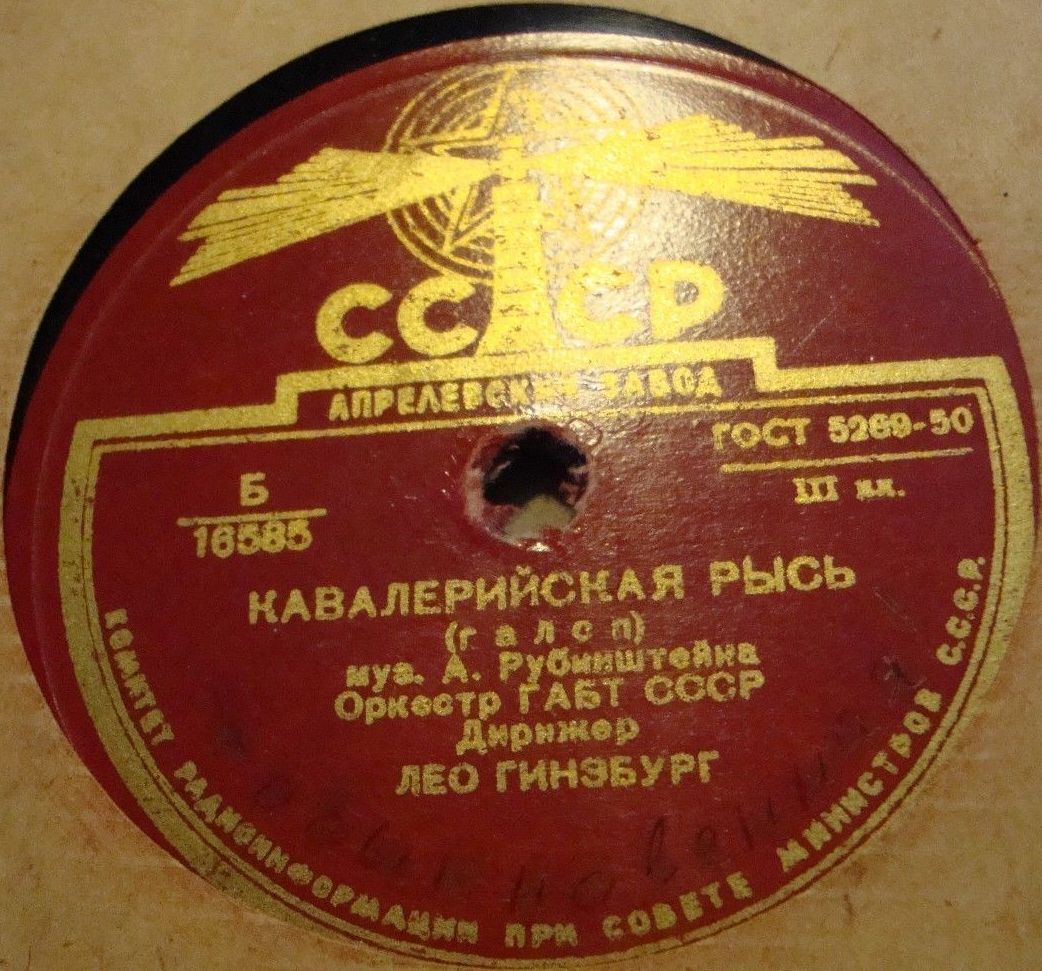 СССР
АПРЕЛЕВСКИЙ ЗАВОД
ГОСТ 5289-50
III кл.
Б
16585
КАВАЛЕРИЙСКАЯ РЫСЬ
(галоп)
муз. А. Рубинштейна
Оркестр ГАБТ СССР
Дирижер
ЛЕО ГИНЗБУРГ
КОМИТЕТ РАДИОИНФОРМАЦИИ ПРИ СОВЕТЕ МИНИСТРОВ С.С.С.Р.